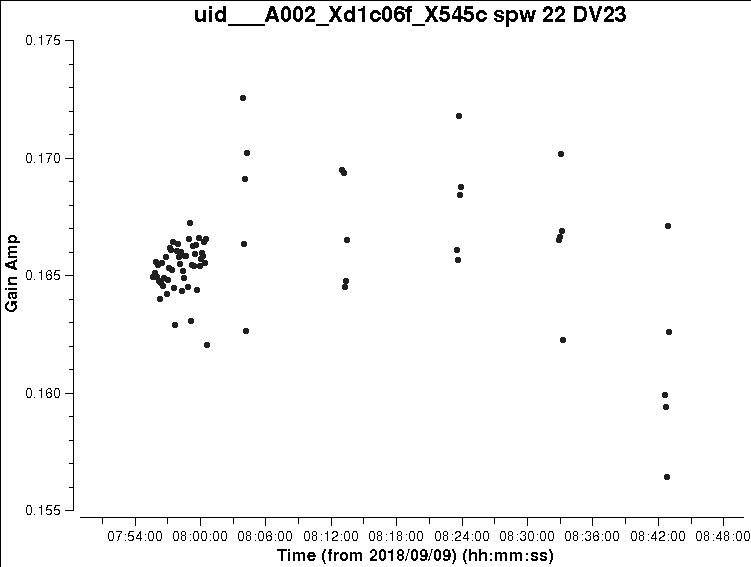 uid___A002_Xd1c06f_X545c spw 22 DV23
0.175
0.170
0.165
0.160
0.155
Gain Amp
07:54:00 08:00:00 08:06:00 08:12:00 08:18:00 08:24:00 08:30:00 08:36:00 08:42:00 08:48:00
Time (from 2018/09/09) (hh:mm:ss)